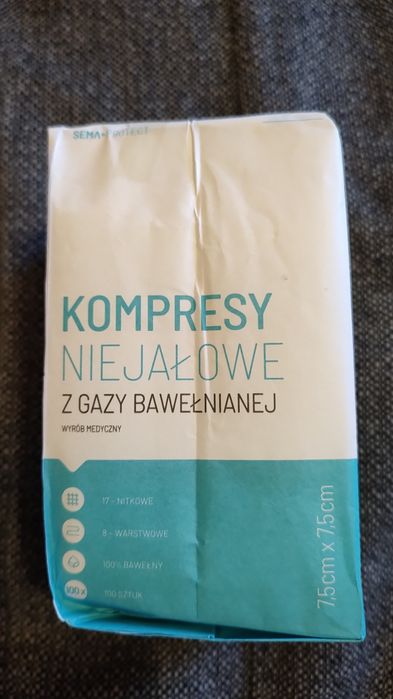 SEMA+PROTECT
KOMPRESY
NIEJAŁOWE
Z GAZY BAWEŁNIANEJ
WYRÓB MEDYCZNY
17 - NITKOWE
8 - WARSTWOWE
100% BAWEŁNY
100 x 100 SZTUK
7,5cm x 7,5cm